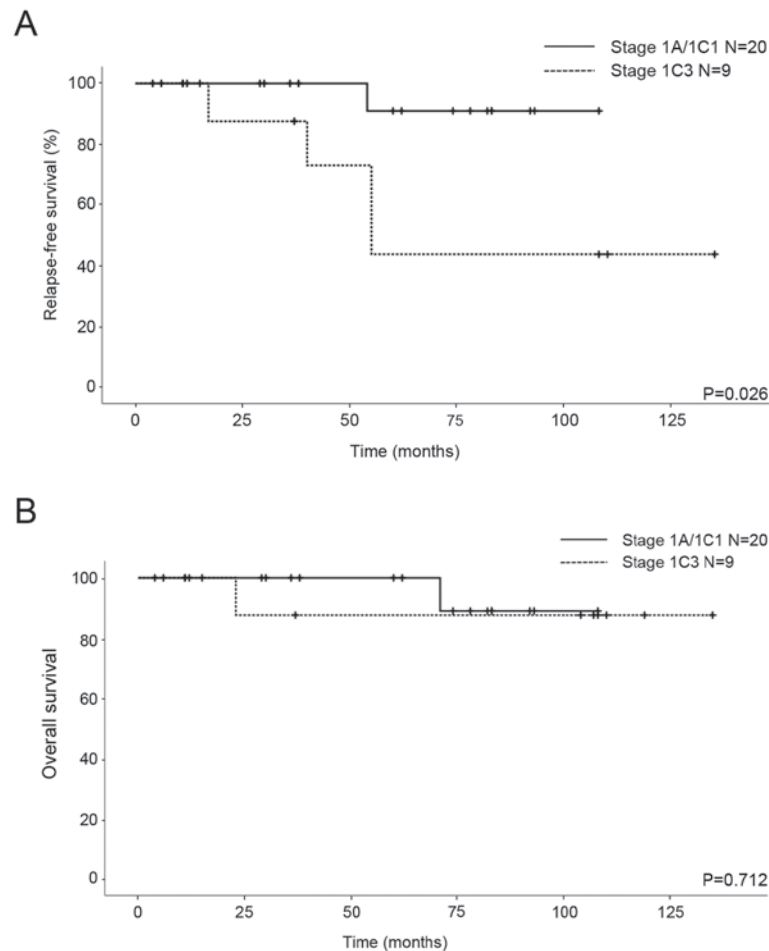 A
Stage 1A/1C1 N=20
Stage 1C3 N=9
100
80
60
40
20
0
Relapse-free survival (%)
P=0.026
0 25 50 75 100 125
Time (months)
B
Stage 1A/1C1 N=20
Stage 1C3 N=9
100
80
60
40
20
0
Overall survival
P=0.712
0 25 50 75 100 125
Time (months)